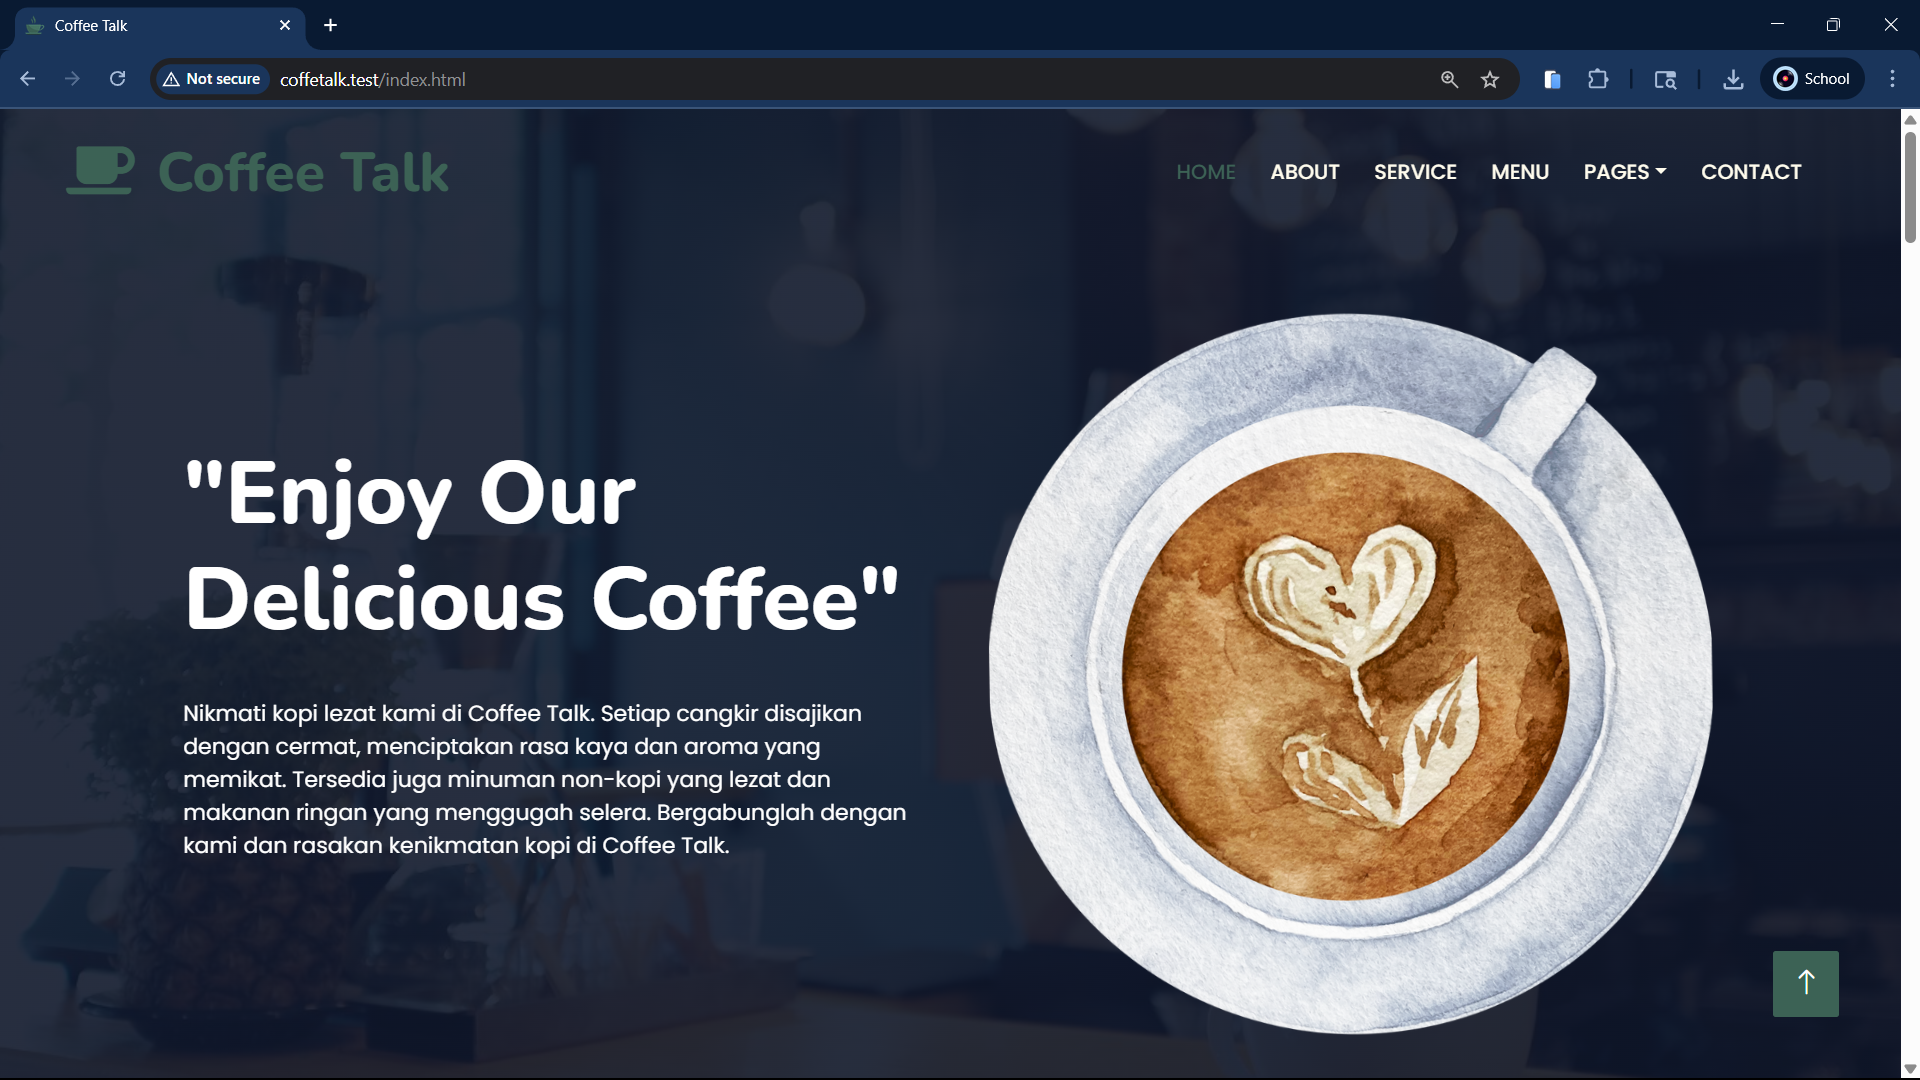 Coffee Talk
Not secure
coffetalk.test/index.html
School
Coffee Talk
HOME
ABOUT
SERVICE
MENU
PAGES
CONTACT
"Enjoy Our
Delicious Coffee"
Nikmati kopi lezat kami di Coffee Talk. Setiap cangkir disajikan
dengan cermat, menciptakan rasa kaya dan aroma yang
memikat. Tersedia juga minuman non-kopi yang lezat dan
makanan ringan yang menggugah selera. Bergabunglah dengan
kami dan rasakan kenikmatan kopi di Coffee Talk.